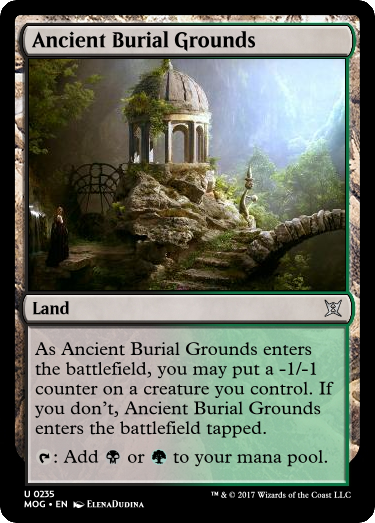 Ancient Burial Grounds
Land
As Ancient Burial Grounds enters
the battlefield, you may put a -1/-1
counter on a creature you control. If
you don't, Ancient Burial Grounds
enters the battlefield tapped.
: Add or to your mana pool.
U 0235
MOG • EN ElenaDudina
™ & © 2017 Wizards of the Coast LLC